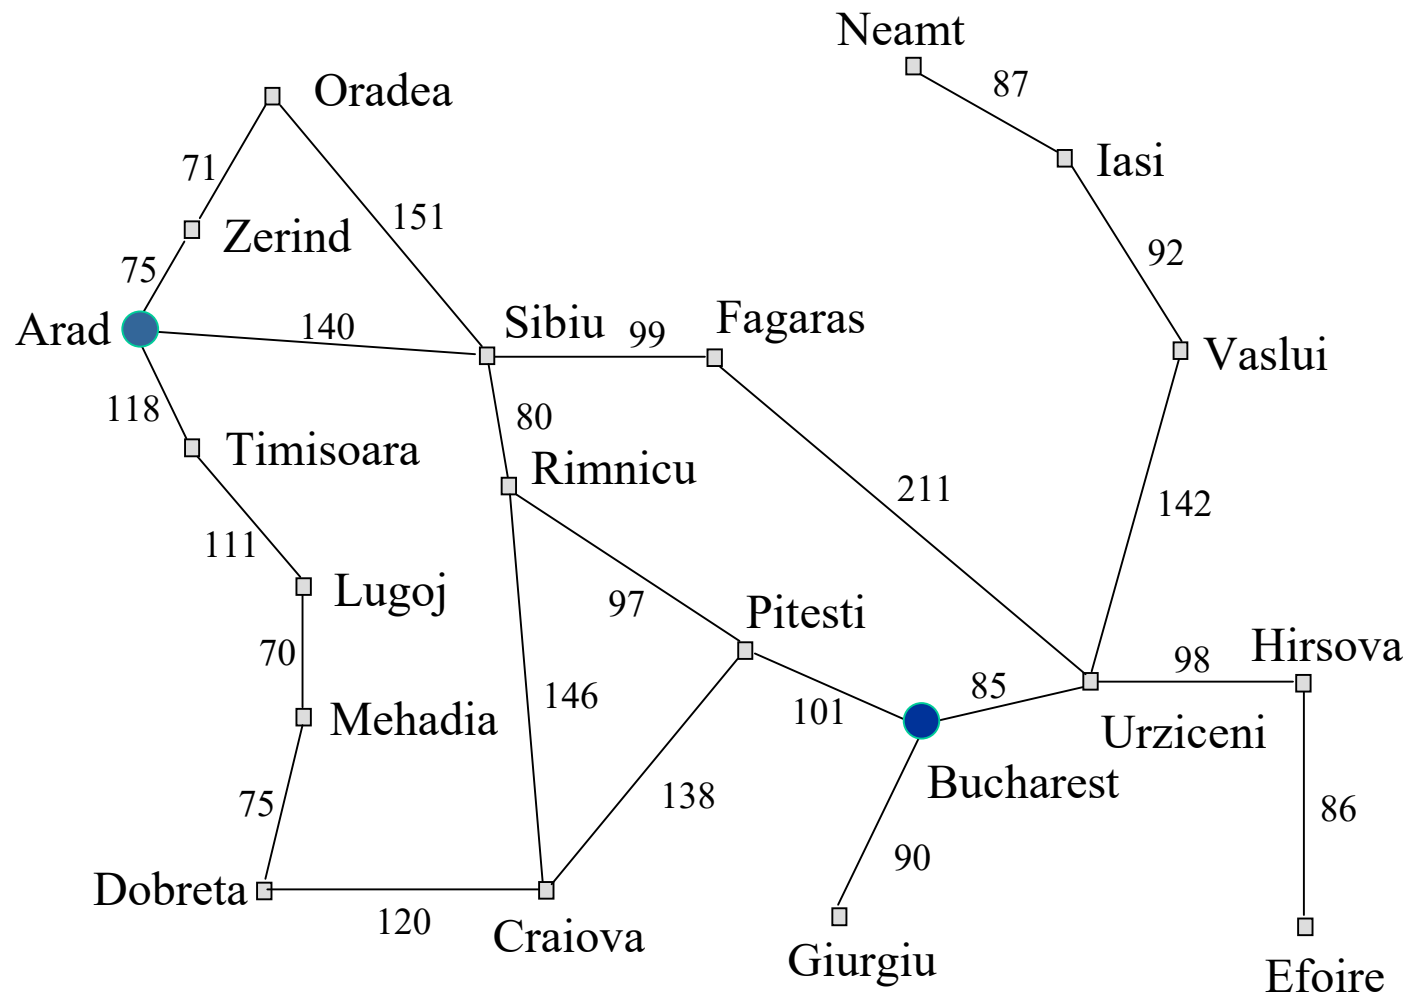 Neamt
87
Oradea
Iasi
71
151
Zerind
92
75
Arad
140
Sibiu
99
Fagaras
Vaslui
118
80
Timisoara
Rimnicu
211
142
111
Lugoj
97
Pitesti
70
Hirsova
98
146
85
101
Mehadia
Urziceni
Bucharest
75
138
86
90
Dobreta
120
Craiova
Giurgiu
Efoire